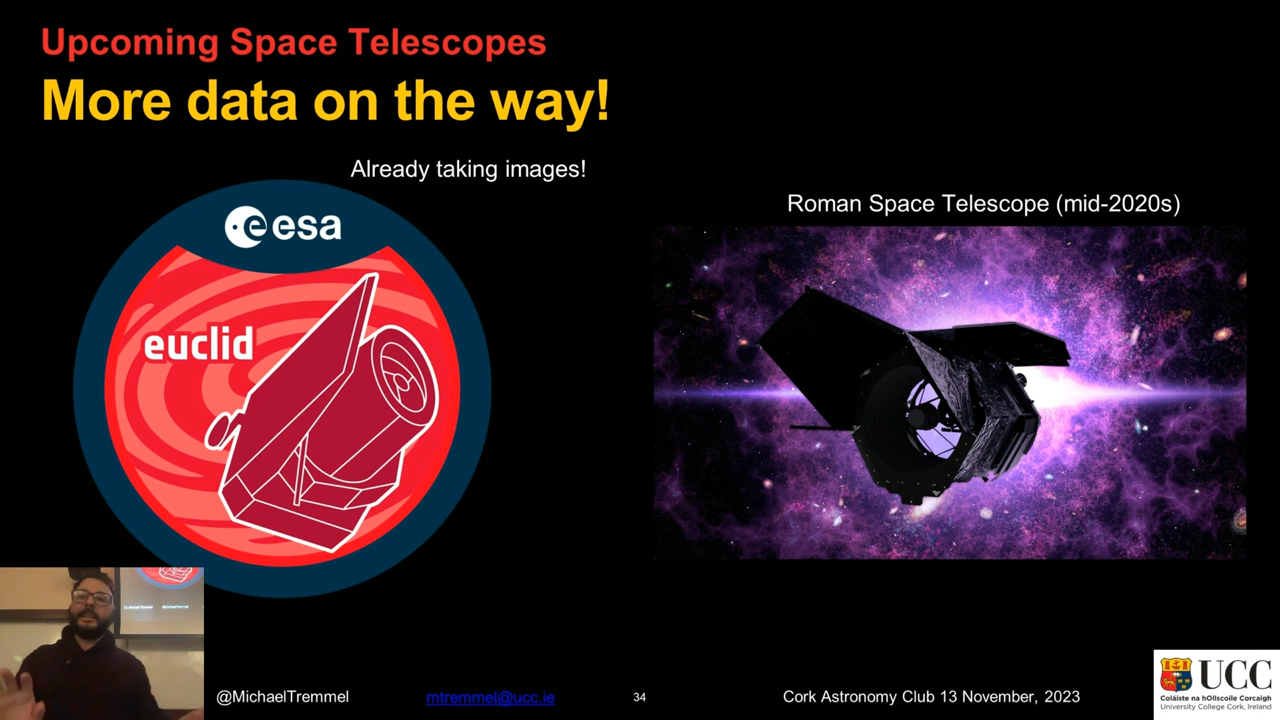 Upcoming Space Telescopes
More data on the way!
Already taking images!
esa
euclid
Roman Space Telescope (mid-2020s)
@MichaelTremmel
mtremmel@ucc.ie
34
Cork Astronomy Club 13 November, 2023
UCC
Coláiste na hOllscoile Corcaigh
University College Cork, Ireland